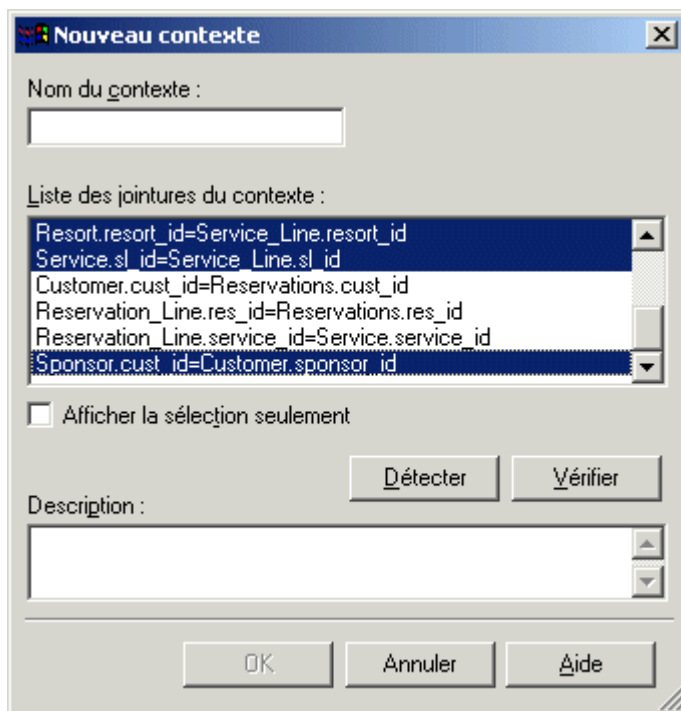 Nouveau contexte
Nom du contexte :
Liste des jointures du contexte :
Resort.resort_id=Service_Line.resort_id
Service.sl_id=Service_Line.sl_id
Customer.cust_id=Reservations.cust_id
Reservation_Line.res_id=Reservations.res_id
Reservation_Line.service_id=Service.service_id
Sponsor.cust_id=Customer.sponsor_id
Afficher la sélection seulement
Détecter Vérifier
Description :
OK Annuler Aide